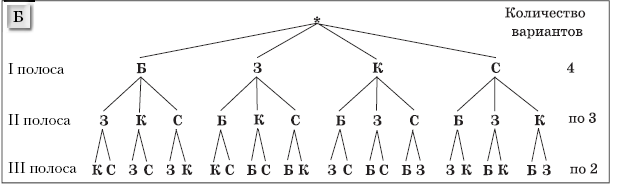 Б
Количество
вариантов
*
I полоса Б З К С 4
II полоса З К С Б К С Б З С Б З К по 3
III полоса К С З С З К К С Б С Б К З С Б С Б З З К Б К Б З по 2